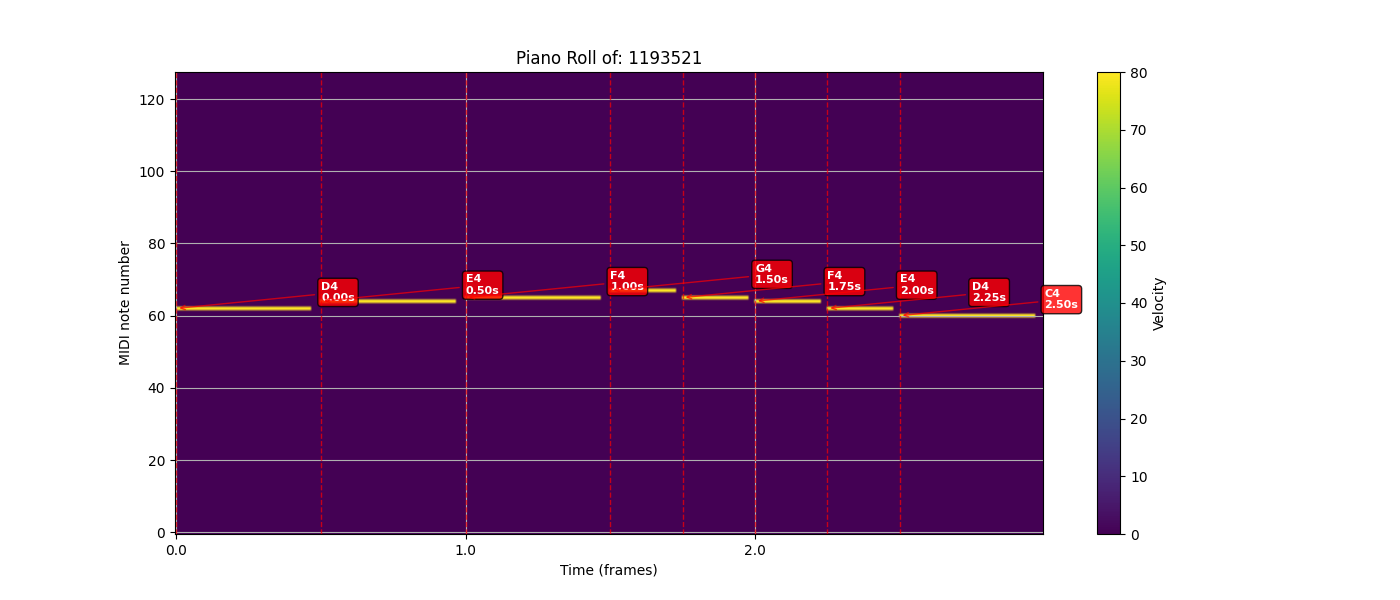 Piano Roll of: 1193521
MIDI note number
120
100
80
60
40
20
0
D4
0.00s
E4
0.50s
F4
1.00s
G4
1.50s
F4
1.75s
E4
2.00s
D4
2.25s
C4
2.50s
0.0
1.0
2.0
Time (frames)
80
70
60
50
40
30
20
10
0
Velocity